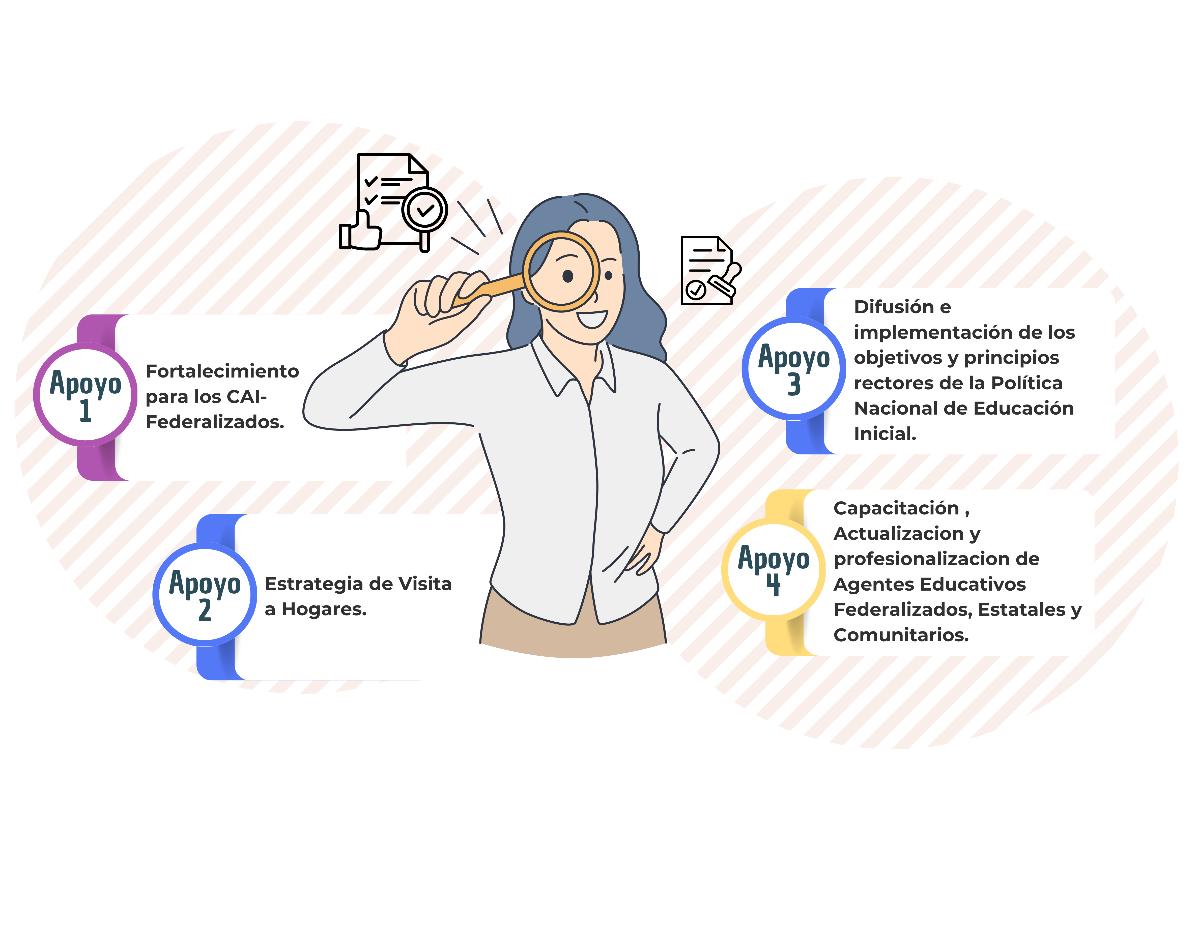 Apoyo
1
Fortalecimiento
para los CAI-
Federalizados.
Apoyo
2
Estrategia de Visita
a Hogares.
Apoyo
3
Difusión e
implementación de los
objetivos y principios
rectores de la Política
Nacional de Educación
Inicial.
Apoyo
4
Capacitación ,
Actualizacion y
profesionalizacion de
Agentes Educativos
Federalizados, Estatales y
Comunitarios.